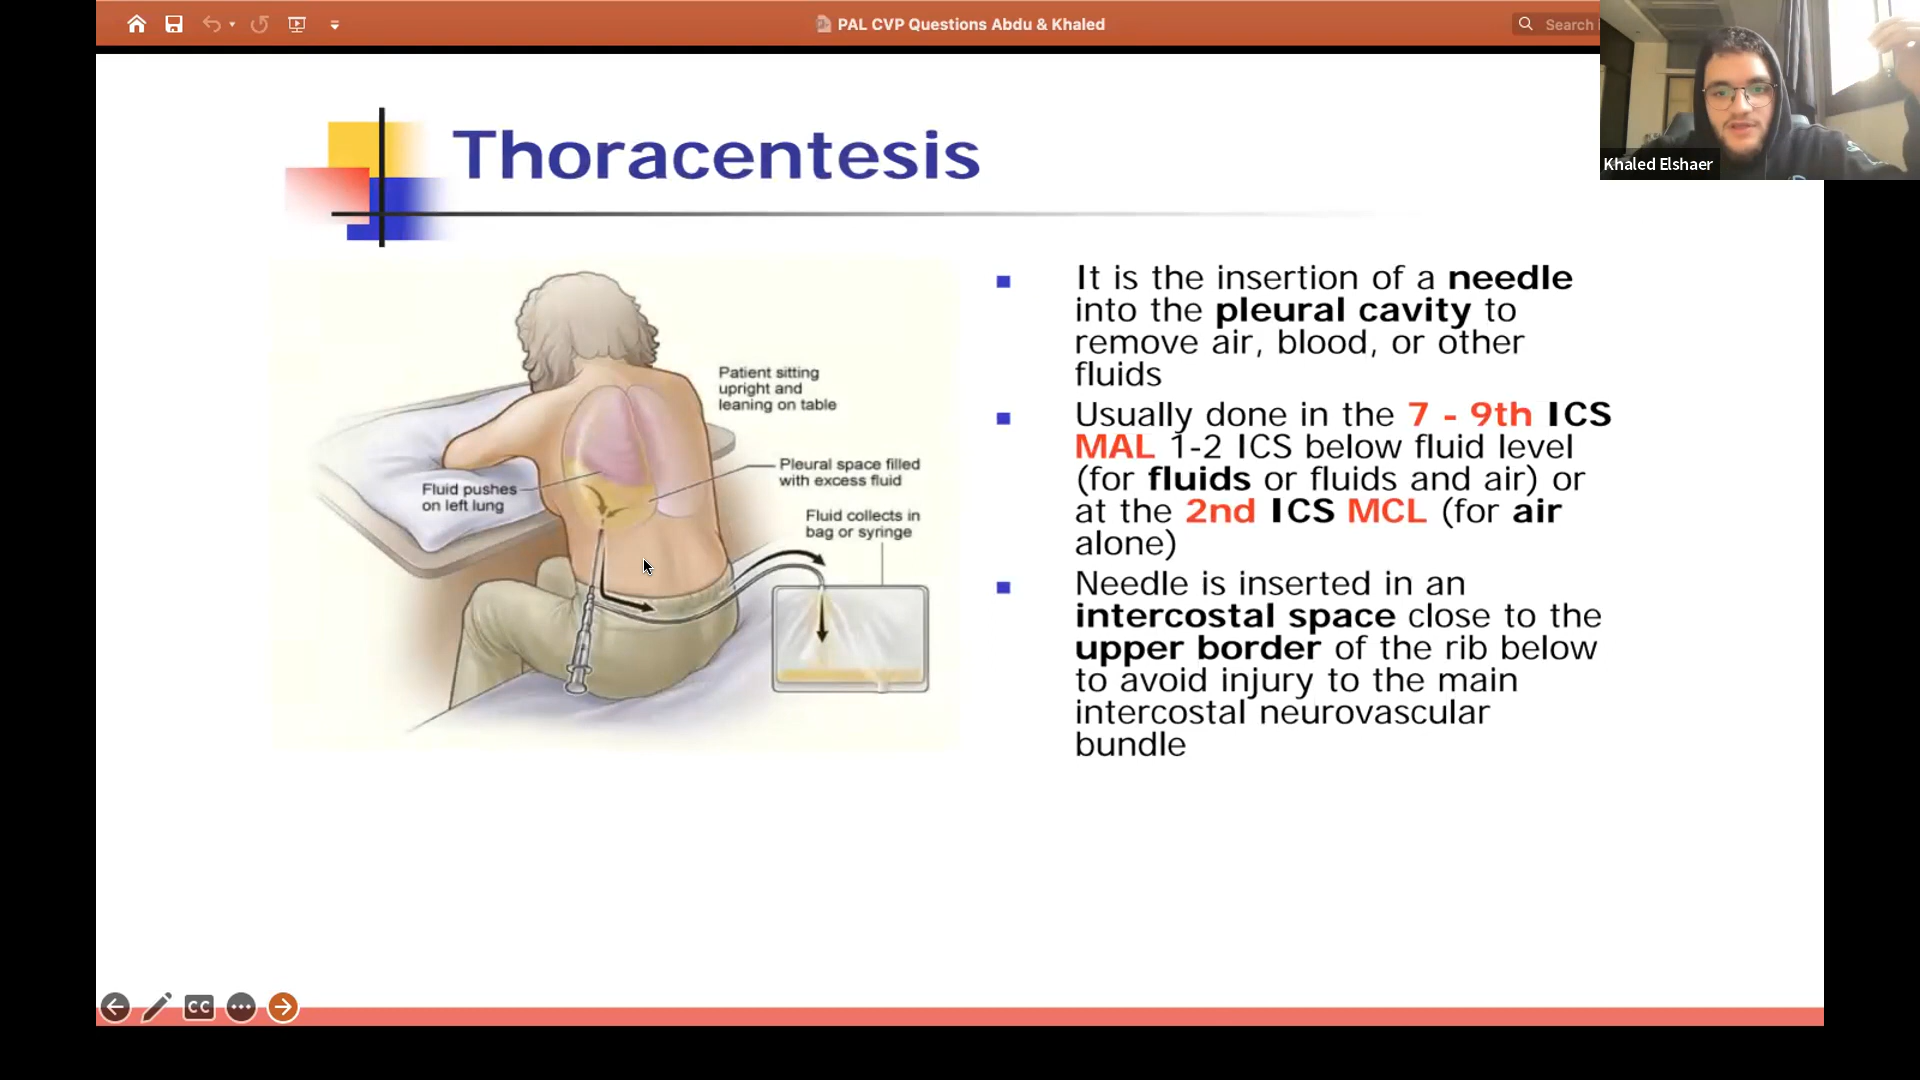 PAL CVP Questions Abdu & Khaled
Search
Khaled Elshaer
Thoracentesis
Patient sitting
upright and
leaning on table
Pleural space filled
with excess fluid
Fluid pushes
on left lung
Fluid collects in
bag or syringe
It is the insertion of a needle
into the pleural cavity to
remove air, blood, or other
fluids
Usually done in the 7 - 9th ICS
MAL 1-2 ICS below fluid level
(for fluids or fluids and air) or
at the 2nd ICS MCL (for air
alone)
Needle is inserted in an
intercostal space close to the
upper border of the rib below
to avoid injury to the main
intercostal neurovascular
bundle
CC